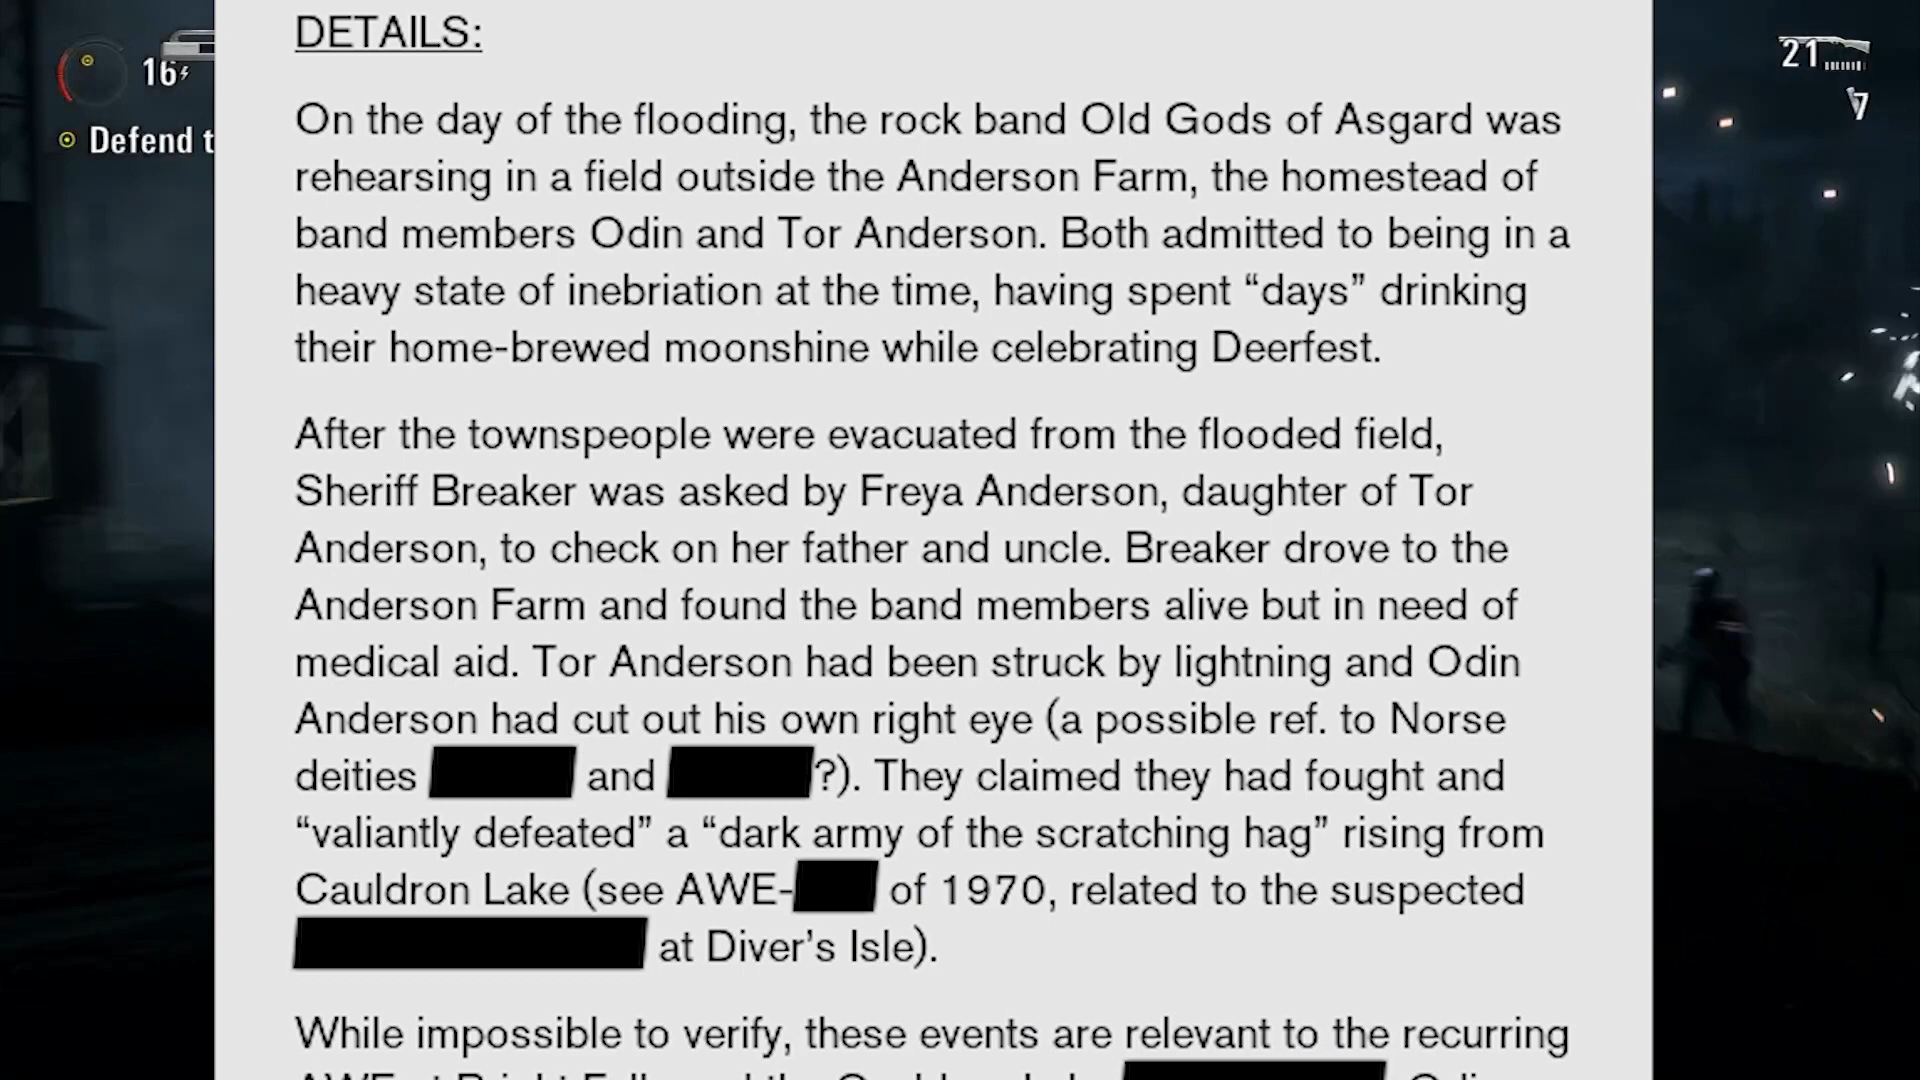 DETAILS:
16
21
7
Defend t
On the day of the flooding, the rock band Old Gods of Asgard was
rehearsing in a field outside the Anderson Farm, the homestead of
band members Odin and Tor Anderson. Both admitted to being in a
heavy state of inebriation at the time, having spent “days” drinking
their home-brewed moonshine while celebrating Deerfest.
After the townspeople were evacuated from the flooded field,
Sheriff Breaker was asked by Freya Anderson, daughter of Tor
Anderson, to check on her father and uncle. Breaker drove to the
Anderson Farm and found the band members alive but in need of
medical aid. Tor Anderson had been struck by lightning and Odin
Anderson had cut out his own right eye (a possible ref. to Norse
deities and ?). They claimed they had fought and
“valiantly defeated” a “dark army of the scratching hag” rising from
Cauldron Lake (see AWE- of 1970, related to the suspected
at Diver’s Isle).
While impossible to verify, these events are relevant to the recurring